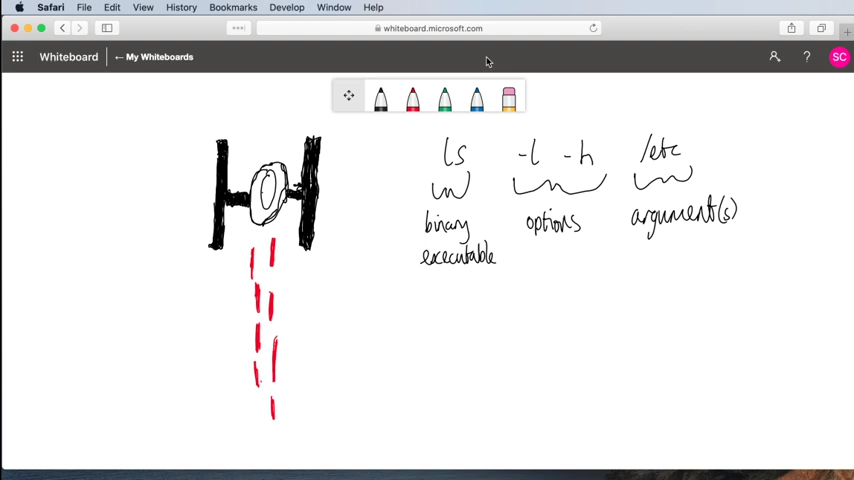 Safari File Edit View History Bookmarks Develop Window Help
whiteboard.microsoft.com
Whiteboard ← My Whiteboards ? SC
ls -l -h /etc
binary options argument(s)
executable